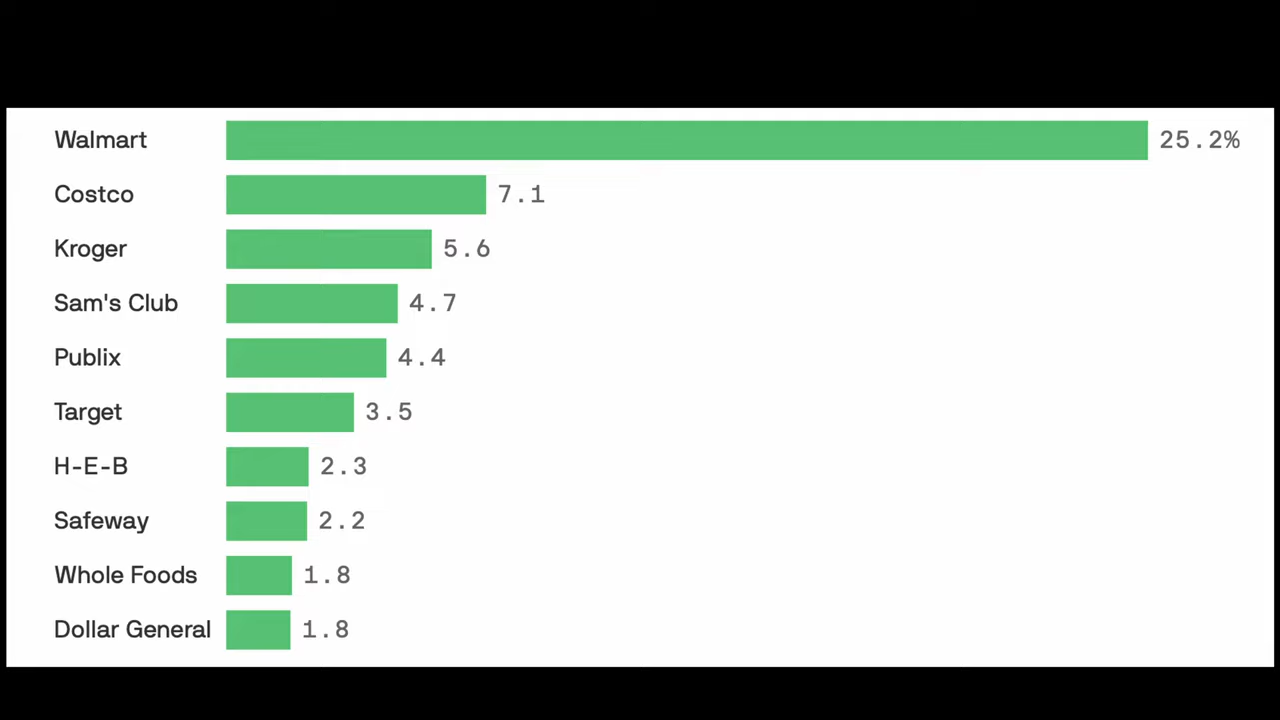 Walmart 25.2%
Costco 7.1
Kroger 5.6
Sam's Club 4.7
Publix 4.4
Target 3.5
H-E-B 2.3
Safeway 2.2
Whole Foods 1.8
Dollar General 1.8